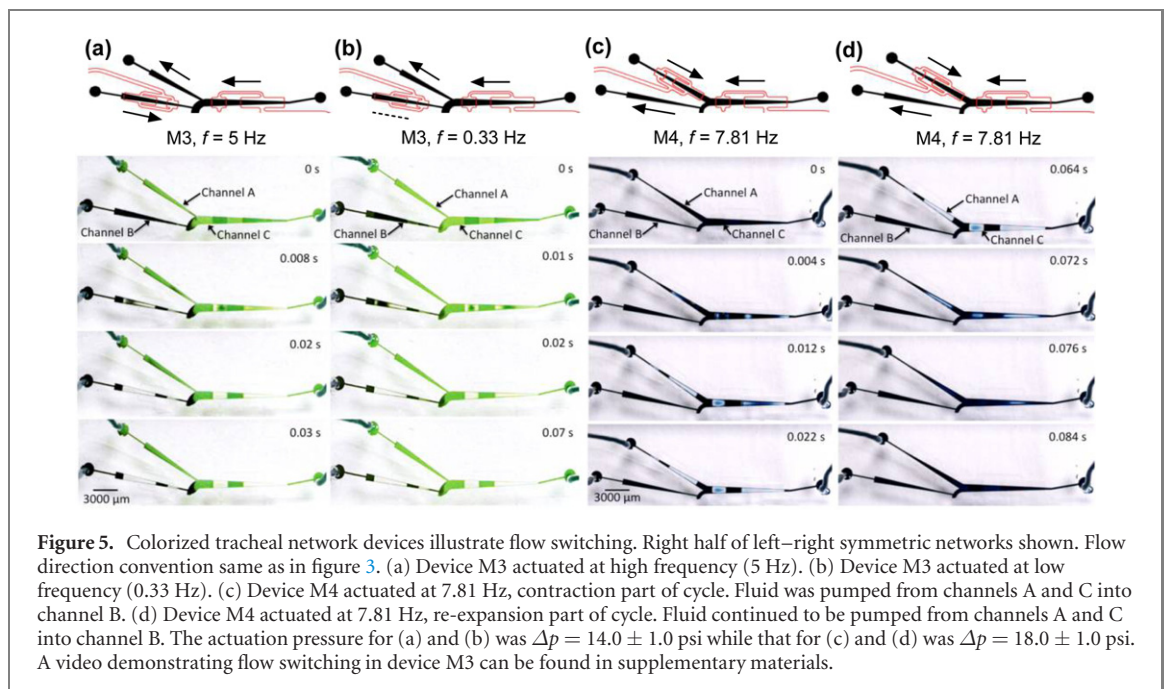 (a)
(b)
(c)
(d)
M3, f = 5 Hz
M3, f = 0.33 Hz
M4, f = 7.81 Hz
M4, f = 7.81 Hz
0 s
Channel A
Channel B
Channel C
0.008 s
0.02 s
0.03 s
3000 µm
0 s
Channel A
Channel B
Channel C
0.01 s
0.02 s
0.07 s
0 s
Channel A
Channel B
Channel C
0.004 s
0.012 s
0.022 s
3000 µm
0.064 s
Channel A
Channel B
Channel C
0.072 s
0.076 s
0.084 s
Figure 5. Colorized tracheal network devices illustrate flow switching. Right half of left–right symmetric networks shown. Flow
direction convention same as in figure 3. (a) Device M3 actuated at high frequency (5 Hz). (b) Device M3 actuated at low
frequency (0.33 Hz). (c) Device M4 actuated at 7.81 Hz, contraction part of cycle. Fluid was pumped from channels A and C into
channel B. (d) Device M4 actuated at 7.81 Hz, re-expansion part of cycle. Fluid continued to be pumped from channels A and C
into channel B. The actuation pressure for (a) and (b) was Δp = 14.0 ± 1.0 psi while that for (c) and (d) was Δp = 18.0 ± 1.0 psi.
A video demonstrating flow switching in device M3 can be found in supplementary materials.